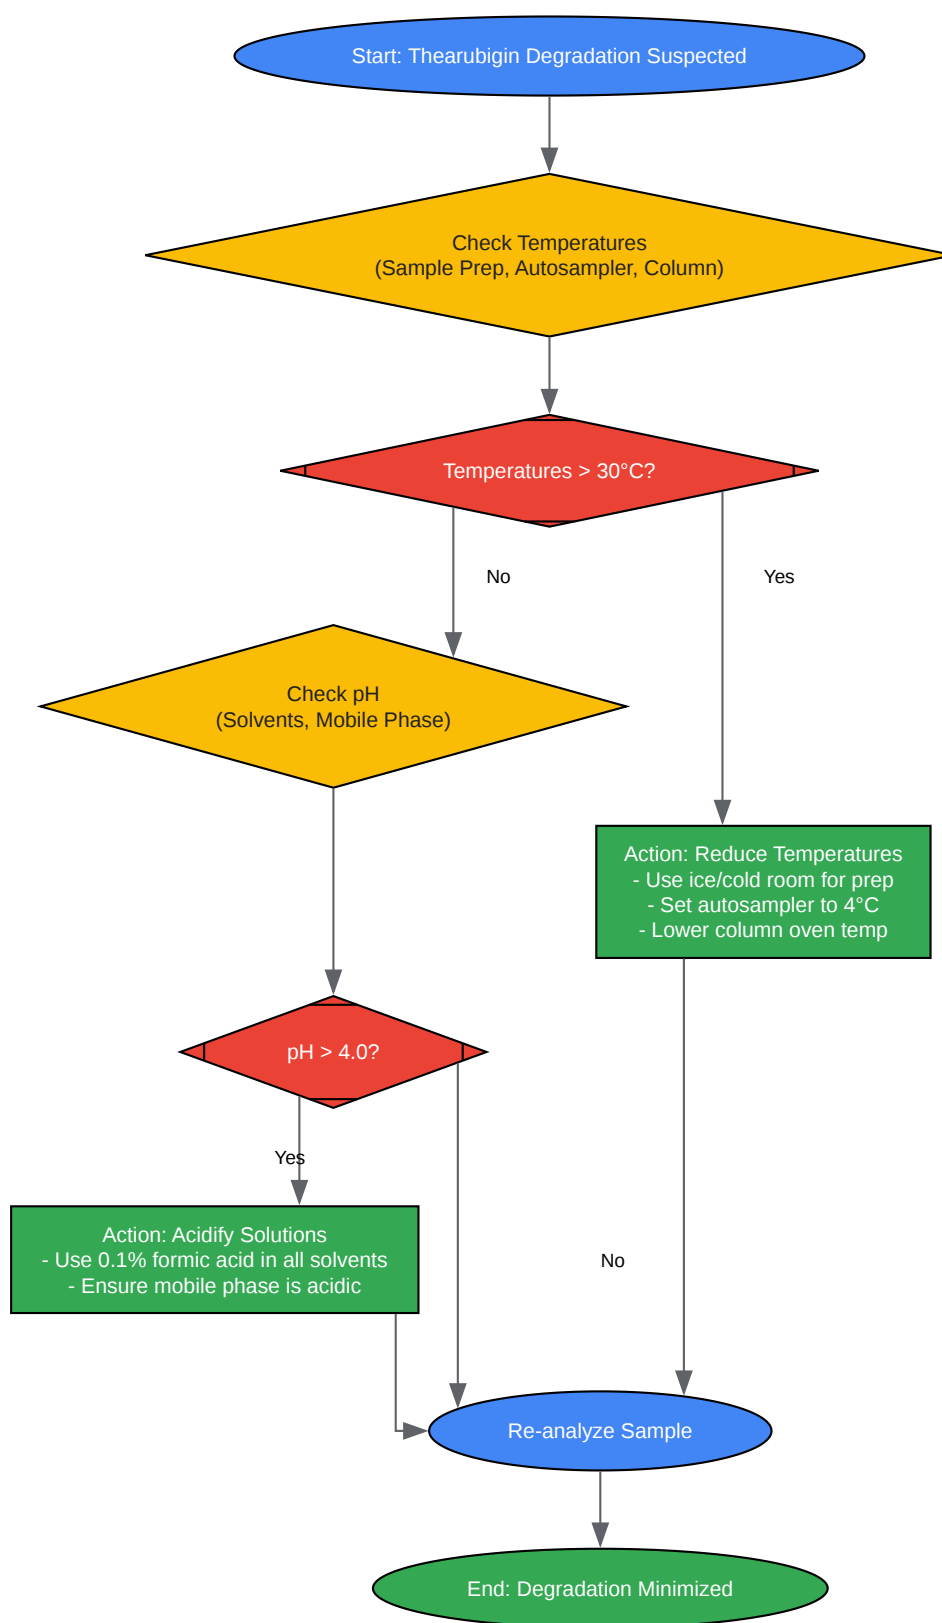 Start: Thearubigin Degradation Suspected
Check Temperatures
(Sample Prep, Autosampler, Column)
Temperatures > 30°C?
No
Yes
Check pH
(Solvents, Mobile Phase)
Action: Reduce Temperatures
- Use ice/cold room for prep
- Set autosampler to 4°C
- Lower column oven temp
pH > 4.0?
Yes
Action: Acidify Solutions
- Use 0.1% formic acid in all solvents
- Ensure mobile phase is acidic
No
Re-analyze Sample
End: Degradation Minimized